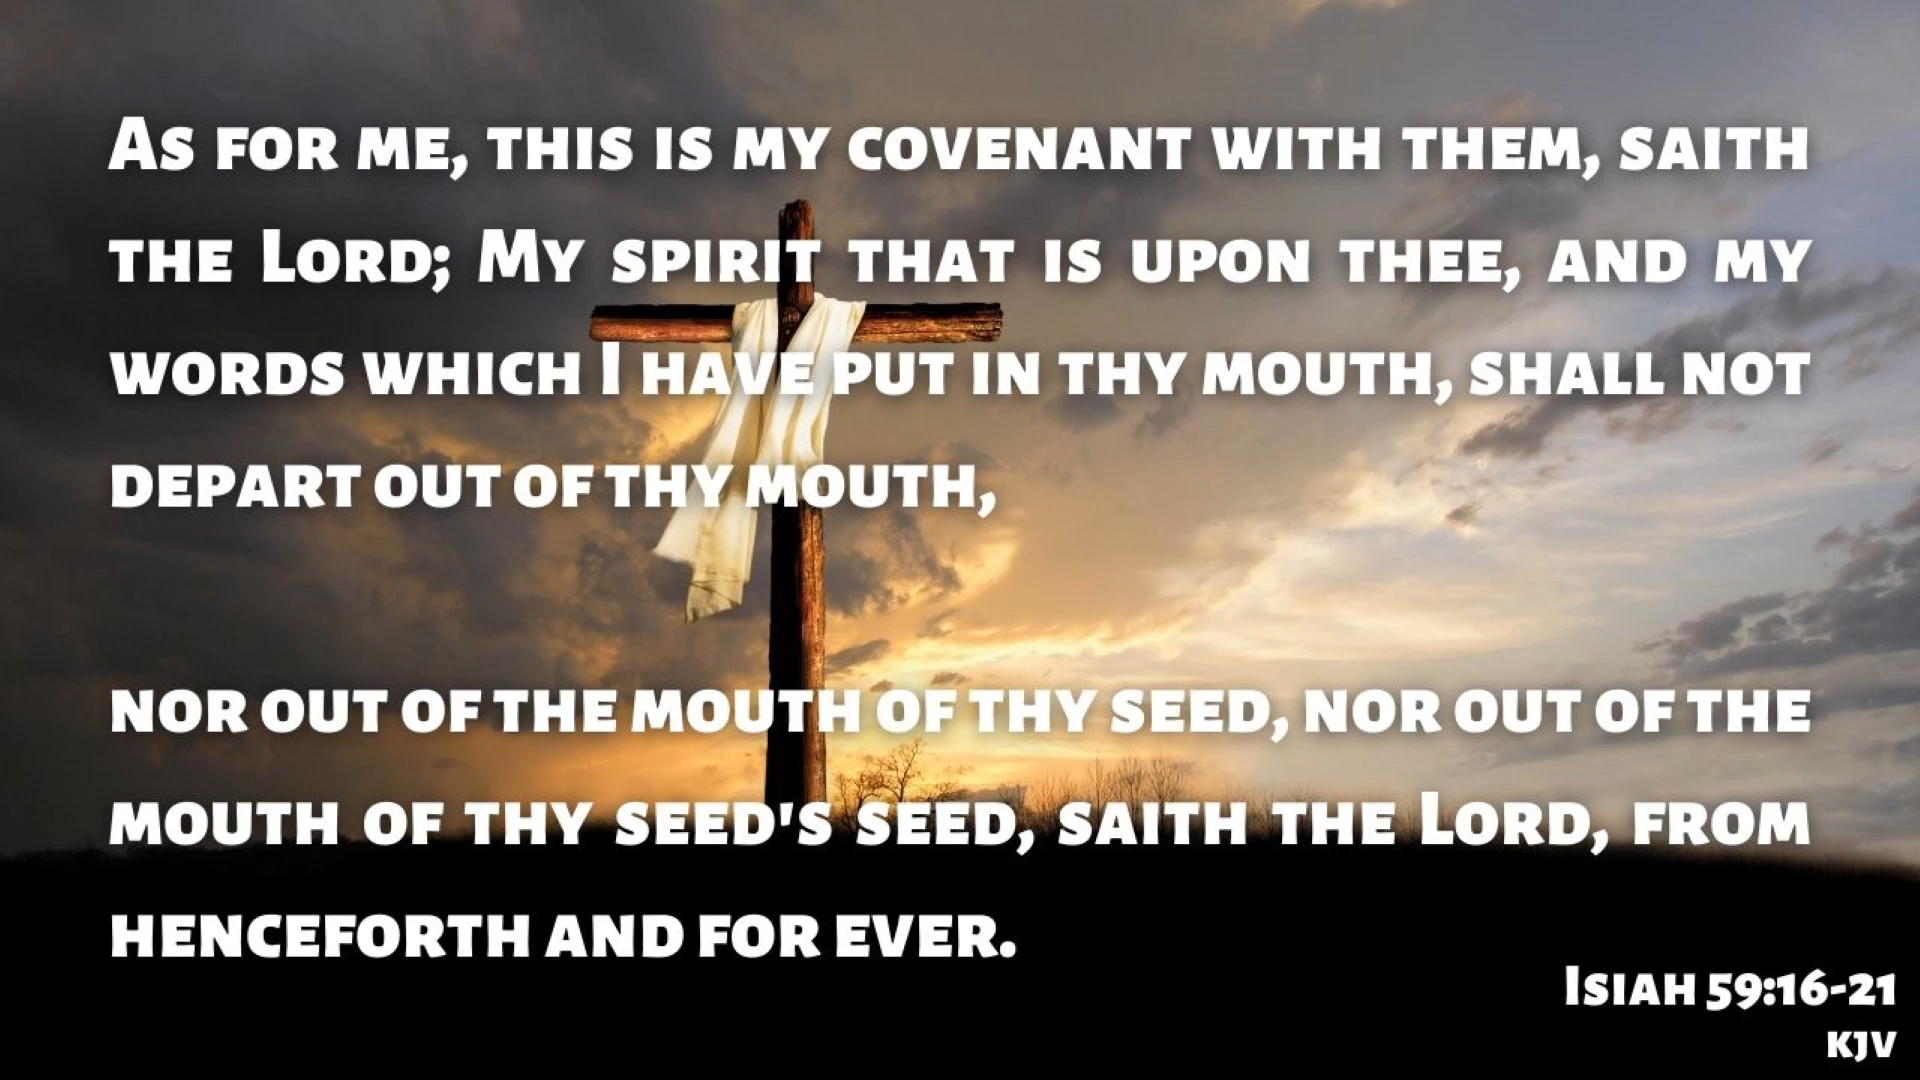 As for me, this is my covenant with them, saith
the Lord; My spirit that is upon thee, and my
words which I have put in thy mouth, shall not
depart out of thy mouth,
nor out of the mouth of thy seed, nor out of the
mouth of thy seed's seed, saith the Lord, from
henceforth and for ever.
Isiah 59:16-21
KJV